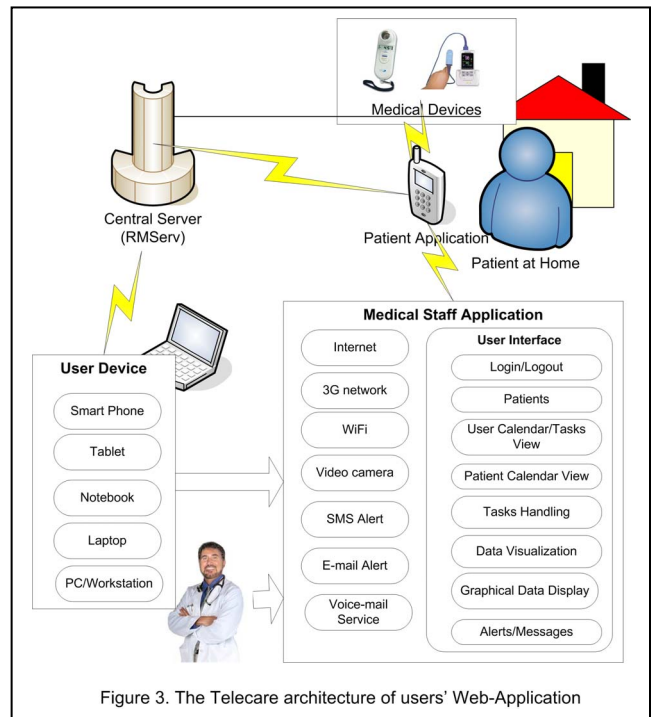 Medical Devices
Central Server
(RMServ)
Patient Application
Patient at Home
User Device
Smart Phone
Tablet
Notebook
Laptop
PC/Workstation
Medical Staff Application
Internet
3G network
WiFi
Video camera
SMS Alert
E-mail Alert
Voice-mail
Service
User Interface
Login/Logout
Patients
User Calendar/Tasks
View
Patient Calendar View
Tasks Handling
Data Visualization
Graphical Data Display
Alerts/Messages
Figure 3. The Telecare architecture of users' Web-Application